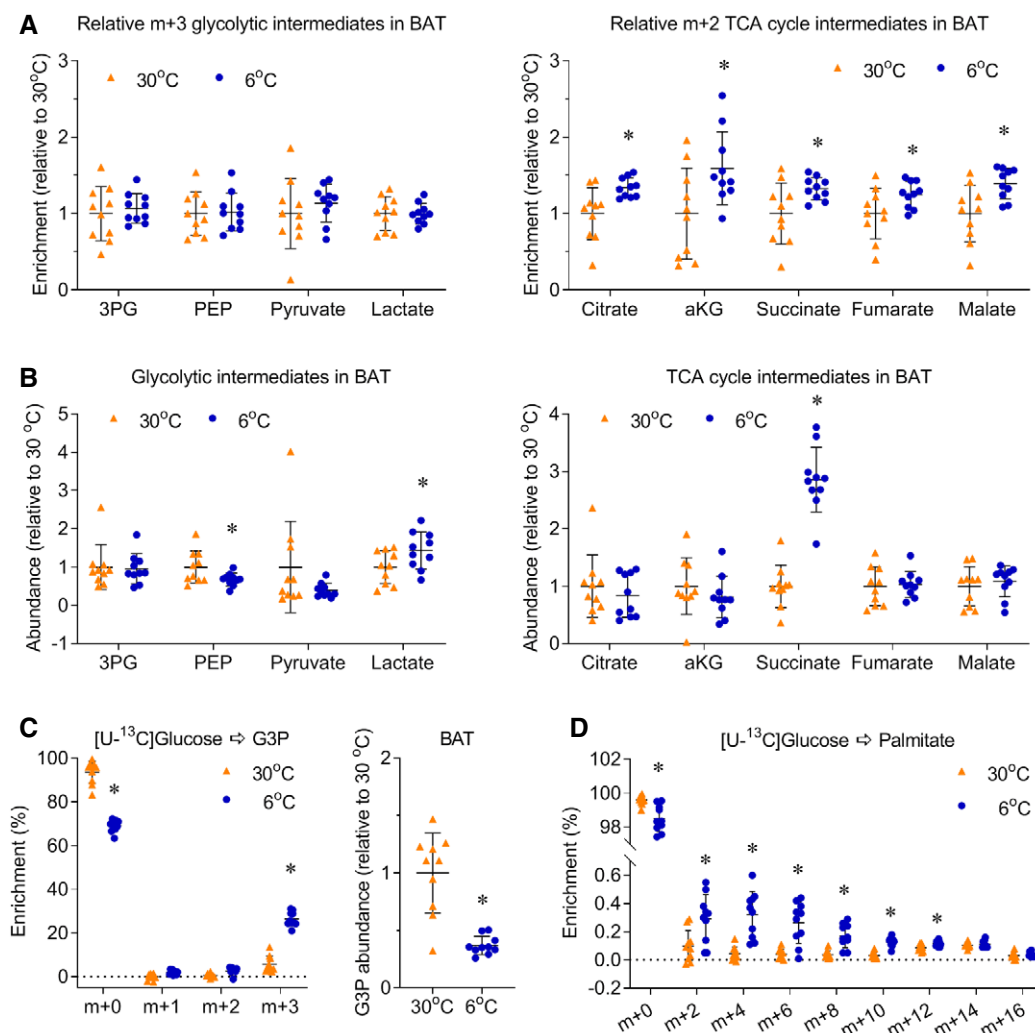 A
Relative m+3 glycolytic intermediates in BAT
Enrichment (relative to 30°C)
3
2
1
0
30°C
6°C
3PG
PEP
Pyruvate
Lactate
Relative m+2 TCA cycle intermediates in BAT
Enrichment (relative to 30°C)
3
2
1
0
30°C
6°C
*
*
*
*
*
Citrate
aKG
Succinate
Fumarate
Malate
B
Glycolytic intermediates in BAT
Abundance (relative to 30 °C)
5
4
3
2
1
0
-1
30°C
6°C
*
*
3PG
PEP
Pyruvate
Lactate
TCA cycle intermediates in BAT
Abundance (relative to 30 °C)
4
3
2
1
0
30°C
6°C
*
Citrate
aKG
Succinate
Fumarate
Malate
C
[U-¹³C]Glucose ⇨ G3P
Enrichment (%)
100
80
60
40
20
0
30°C
6°C
*
*
m+0
m+1
m+2
m+3
BAT
G3P abundance (relative to 30 °C)
2
1
0
*
30°C
6°C
D
[U-¹³C]Glucose ⇨ Palmitate
Enrichment (%)
100
98
0.6
0.4
0.2
0.0
-0.2
30°C
6°C
*
*
*
*
*
*
*
m+0
m+2
m+4
m+6
m+8
m+10
m+12
m+14
m+16